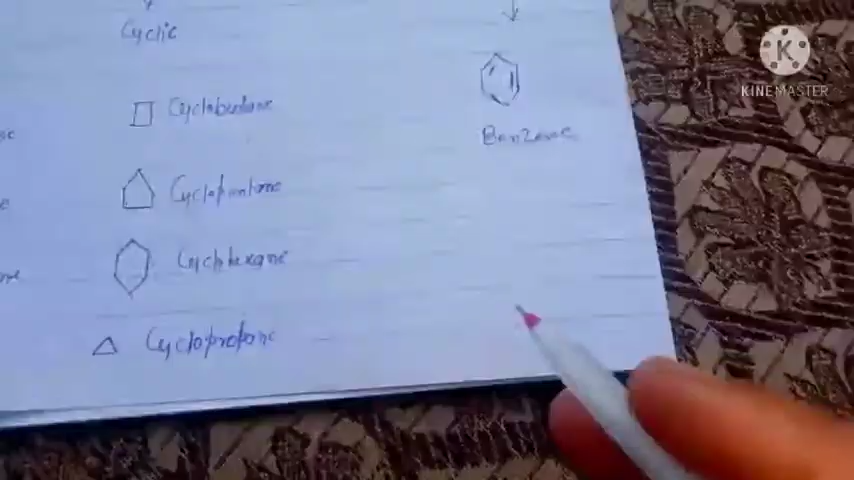 Cyclic
Cyclobutane
Benzene
Cyclopentane
Cyclohexane
Cyclopropane
K
KINEMASTER